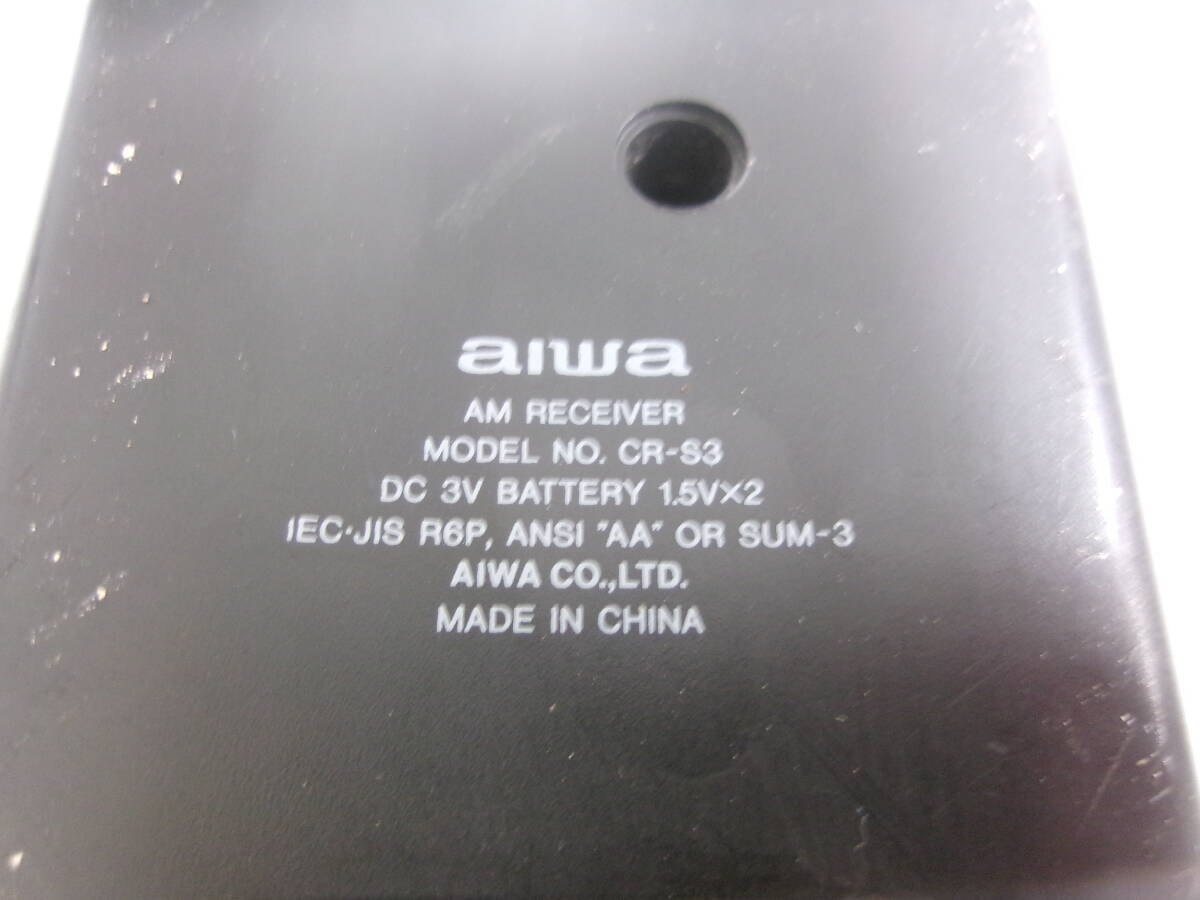 aiwa
AM RECEIVER
MODEL NO. CR-S3
DC 3V BATTERY 1.5V×2
IEC·JIS R6P, ANSI "AA" OR SUM-3
AIWA CO.,LTD.
MADE IN CHINA